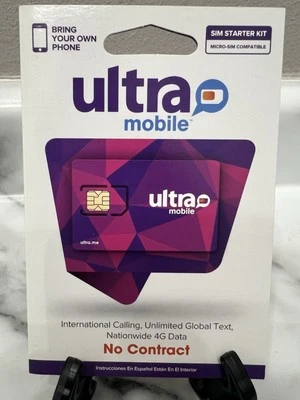 BRING
YOUR OWN
PHONE
SIM STARTER KIT
MICRO-SIM COMPATIBLE
ultra
mobile
ultra
mobile
ultra.me
International Calling, Unlimited Global Text,
Nationwide 4G Data
No Contract
Instrucciones En Español Están En El Interior